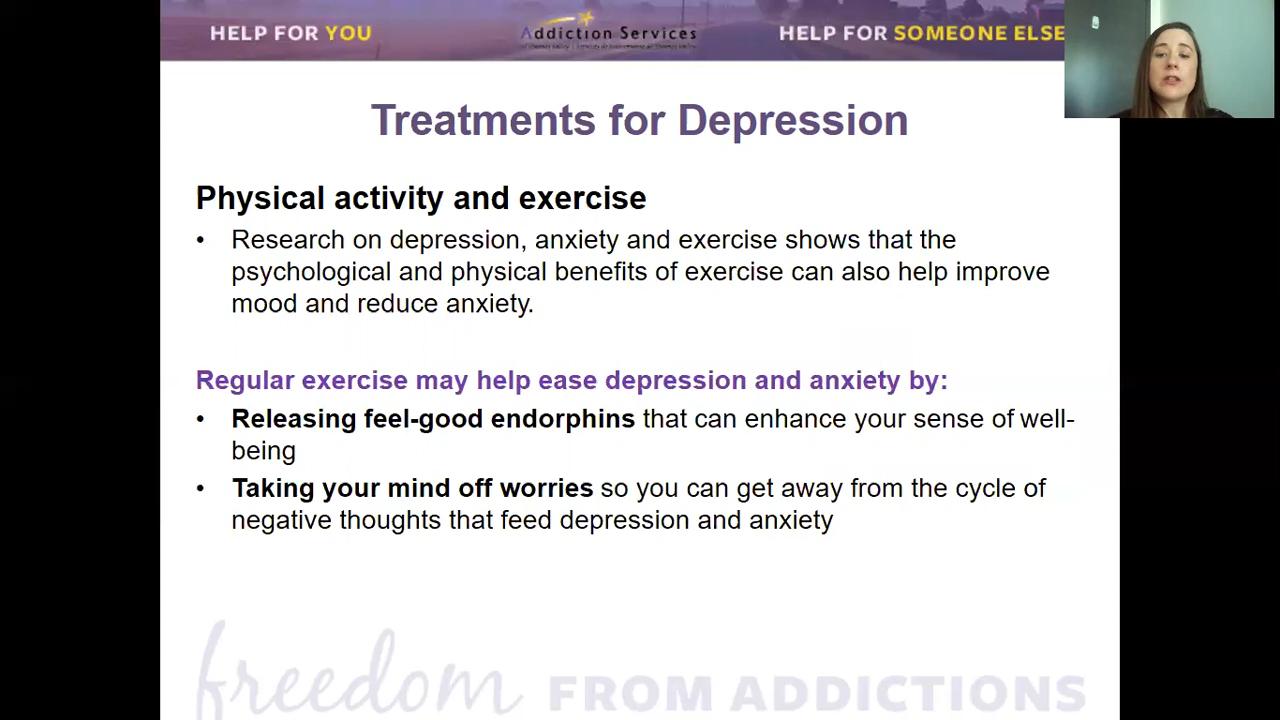 HELP FOR YOU
Addiction Services
HELP FOR SOMEONE ELSE
Treatments for Depression
Physical activity and exercise
• Research on depression, anxiety and exercise shows that the
psychological and physical benefits of exercise can also help improve
mood and reduce anxiety.
Regular exercise may help ease depression and anxiety by:
• Releasing feel-good endorphins that can enhance your sense of well-
being
• Taking your mind off worries so you can get away from the cycle of
negative thoughts that feed depression and anxiety
freedom FROM ADDICTIONS